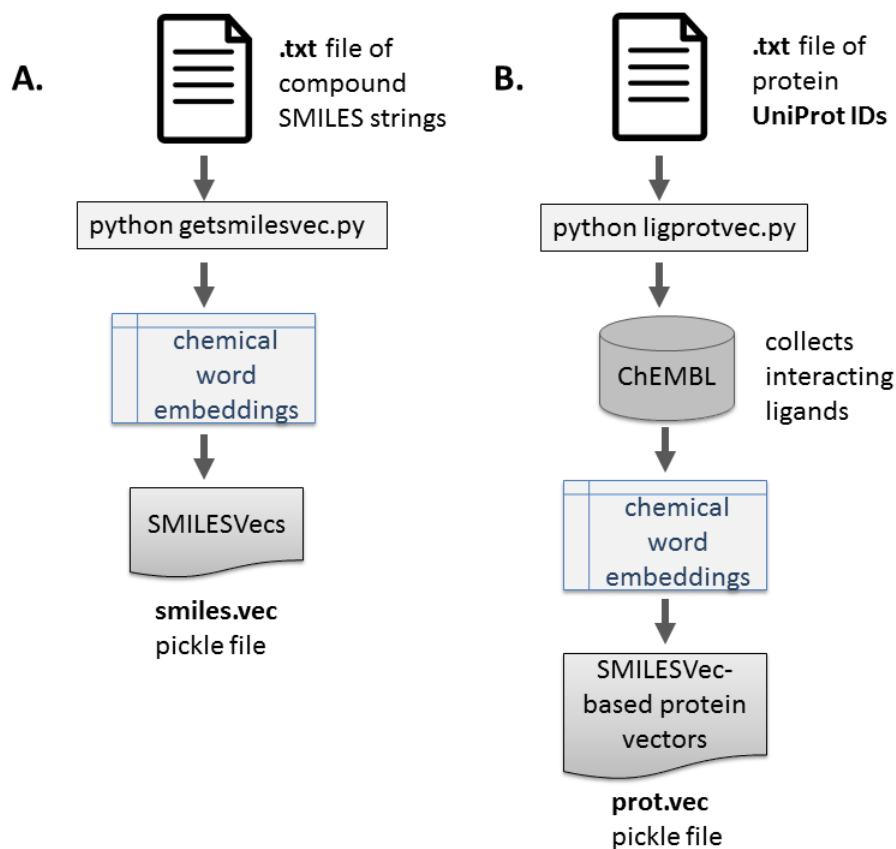 A.
.txt file of
compound
SMILES strings
python getsmilesvec.py
chemical
word
embeddings
SMILESVecs
smiles.vec
pickle file
B.
.txt file of
protein
UniProt IDs
python ligprotvec.py
ChEMBL
collects
interacting
ligands
chemical
word
embeddings
SMILESVec-
based protein
vectors
prot.vec
pickle file